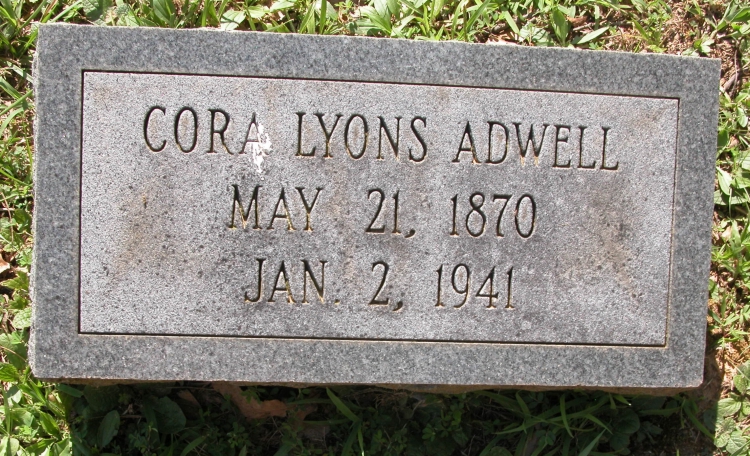 CORA LYONS ADWELL
MAY 21, 1870
JAN. 2, 1941